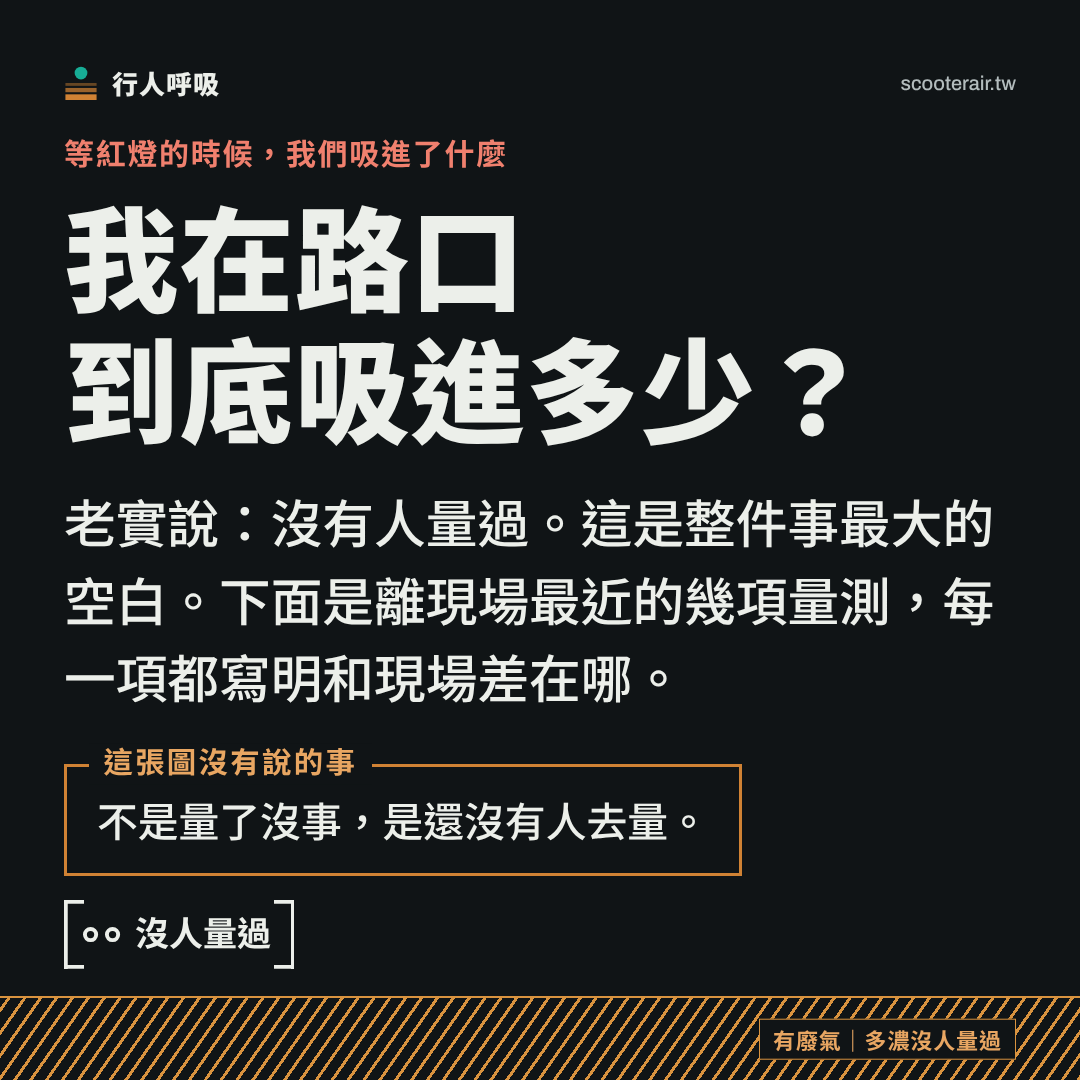 行人呼吸
scooterair.tw
等紅燈的時候，我們吸進了什麼
我在路口
到底吸進多少？
老實說：沒有人量過。這是整件事最大的
空白。下面是離現場最近的幾項量測，每
一項都寫明和現場差在哪。
這張圖沒有說的事
不是量了沒事，是還沒有人去量。
沒人量過
有廢氣｜多濃沒人量過